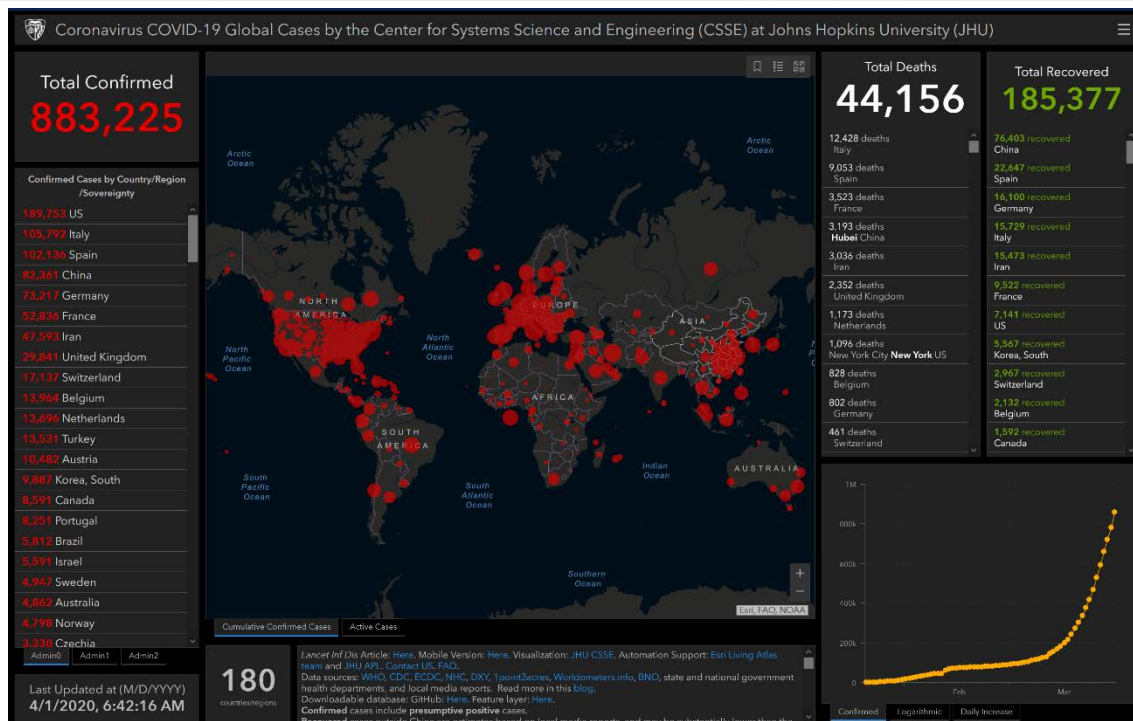 Coronavirus COVID-19 Global Cases by the Center for Systems Science and Engineering (CSSE) at Johns Hopkins University (JHU)
Total Confirmed
883,225
Confirmed Cases by Country/Region
/Sovereignty
189,753 US
105,792 Italy
102,136 Spain
82,361 China
73,217 Germany
52,836 France
47,593 Iran
29,841 United Kingdom
17,137 Switzerland
13,964 Belgium
13,696 Netherlands
13,531 Turkey
10,482 Austria
9,887 Korea, South
8,591 Canada
8,251 Portugal
5,812 Brazil
5,591 Israel
4,947 Sweden
4,862 Australia
4,798 Norway
3,330 Czechia
Admin0 Admin1 Admin2
Last Updated at (M/D/YYYY)
4/1/2020, 6:42:16 AM
Arctic
Ocean
Arctic
Ocean
NORTH
AMERICA
EUROPE
ASIA
North
Pacific
Ocean
North
Atlantic
Ocean
AFRICA
SOUTH
AMERICA
Indian
Ocean
AUSTRALIA
South
Pacific
Ocean
South
Atlantic
Ocean
Southern
Ocean
+
−
Esri, FAO, NOAA
Cumulative Confirmed Cases Active Cases
180
countries/regions
Lancet Inf Dis Article: Here. Mobile Version: Here. Visualization: JHU CSSE. Automation Support: Esri Living Atlas
team and JHU APL. Contact US. FAQ.
Data sources: WHO, CDC, ECDC, NHC, DXY, 1point3acres, Worldometers.info, BNO, state and national government
health departments, and local media reports. Read more in this blog.
Downloadable database: GitHub: Here. Feature layer: Here.
Confirmed cases include presumptive positive cases.
Total Deaths
44,156
12,428 deaths
Italy
9,053 deaths
Spain
3,523 deaths
France
3,193 deaths
Hubei China
3,036 deaths
Iran
2,352 deaths
United Kingdom
1,173 deaths
Netherlands
1,096 deaths
New York City New York US
828 deaths
Belgium
802 deaths
Germany
461 deaths
Switzerland
Total Recovered
185,377
76,403 recovered
China
22,647 recovered
Spain
16,100 recovered
Germany
15,729 recovered
Italy
15,473 recovered
Iran
9,522 recovered
France
7,141 recovered
US
5,567 recovered
Korea, South
2,967 recovered
Switzerland
2,132 recovered
Belgium
1,592 recovered
Canada
1M
800k
600k
400k
200k
0
Feb Mar
Confirmed Logarithmic Daily Increase